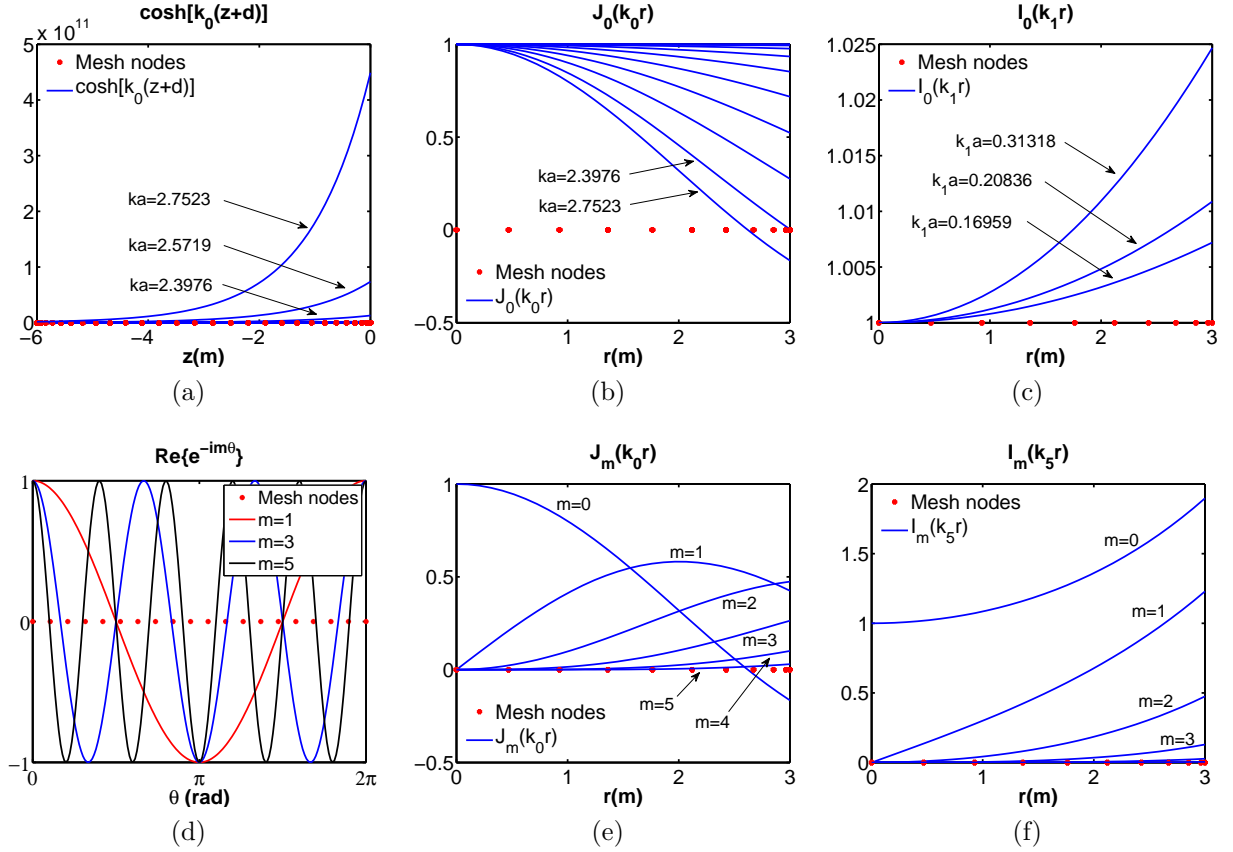 cosh[k₀(z+d)]
5 x 10¹¹
4
3
2
1
0
−6
−4
−2
0
z(m)
Mesh nodes
cosh[k₀(z+d)]
ka=2.7523
ka=2.5719
ka=2.3976
(a)
J₀(k₀r)
1
0.5
0
−0.5
0
1
2
3
r(m)
ka=2.3976
ka=2.7523
Mesh nodes
J₀(k₀r)
(b)
I₀(k₁r)
1.025
1.02
1.015
1.01
1.005
1
0
1
2
3
r(m)
Mesh nodes
I₀(k₁r)
k₁a=0.31318
k₁a=0.20836
k₁a=0.16959
(c)
Re{e^{−imθ}}
1
0
−1
0
π
2π
θ (rad)
Mesh nodes
m=1
m=3
m=5
(d)
Jₘ(k₀r)
1
0.5
0
−0.5
0
1
2
3
r(m)
m=0
m=1
m=2
m=3
m=5
m=4
Mesh nodes
Jₘ(k₀r)
(e)
Iₘ(k₅r)
2
1.5
1
0.5
0
0
1
2
3
r(m)
Mesh nodes
Iₘ(k₅r)
m=0
m=1
m=2
m=3
(f)